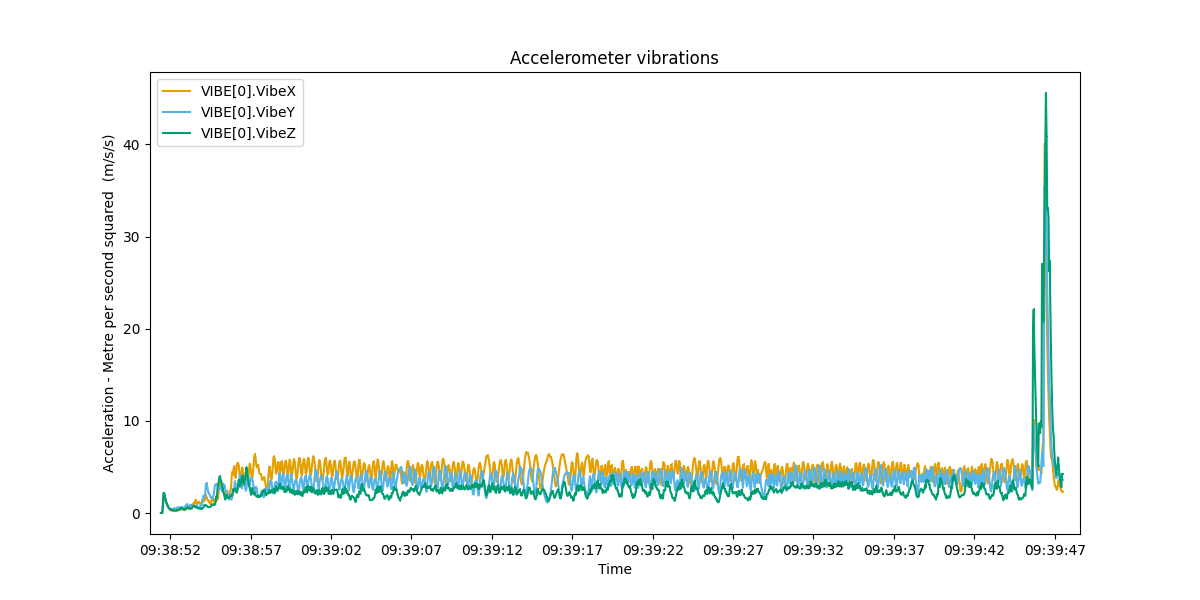 Accelerometer vibrations
VIBE[0].VibeX
VIBE[0].VibeY
VIBE[0].VibeZ
Acceleration - Metre per second squared  (m/s/s)
40
30
20
10
0
09:38:52 09:38:57 09:39:02 09:39:07 09:39:12 09:39:17 09:39:22 09:39:27 09:39:32 09:39:37 09:39:42 09:39:47
Time